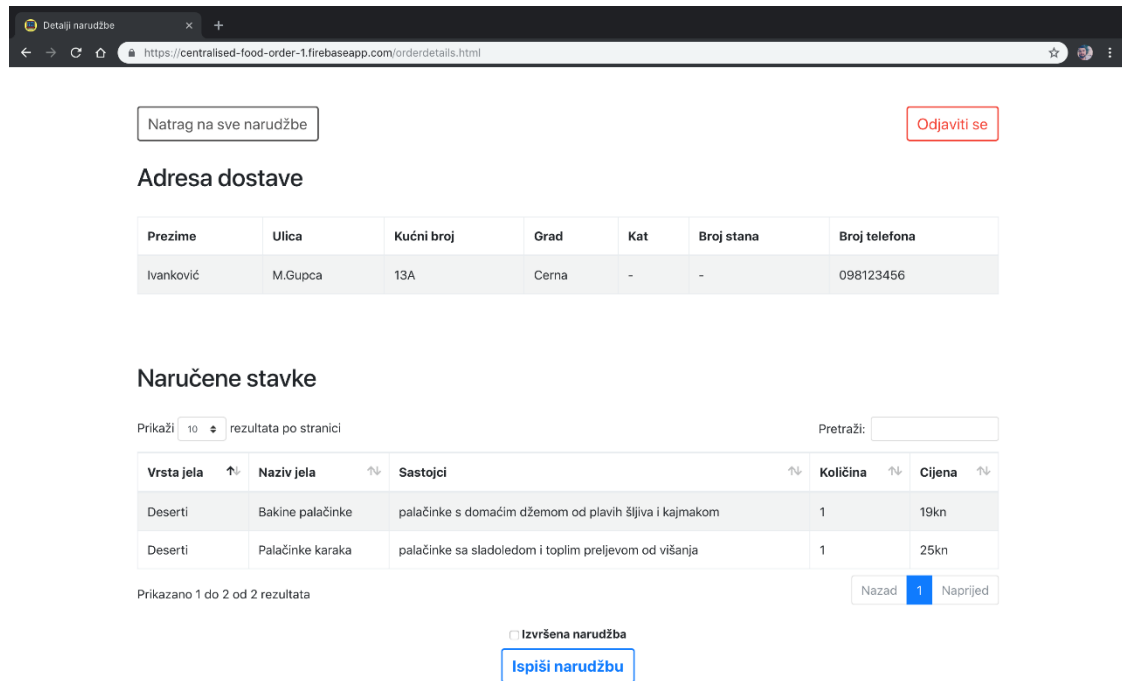 Detalji narudžbe
https://centralised-food-order-1.firebaseapp.com/orderdetails.html
Natrag na sve narudžbe Odjaviti se
Adresa dostave
Prezime Ulica Kućni broj Grad Kat Broj stana Broj telefona
Ivanković M.Gupca 13A Cerna - - 098123456
Naručene stavke
Prikaži 10 rezultata po stranici Pretraži:
Vrsta jela Naziv jela Sastojci Količina Cijena
Deserti Bakine palačinke palačinke s domaćim džemom od plavih šljiva i kajmakom 1 19kn
Deserti Palačinke karaka palačinke sa sladoledom i toplim preljevom od višanja 1 25kn
Prikazano 1 do 2 od 2 rezultata Nazad 1 Naprijed
Izvršena narudžba
Ispiši narudžbu